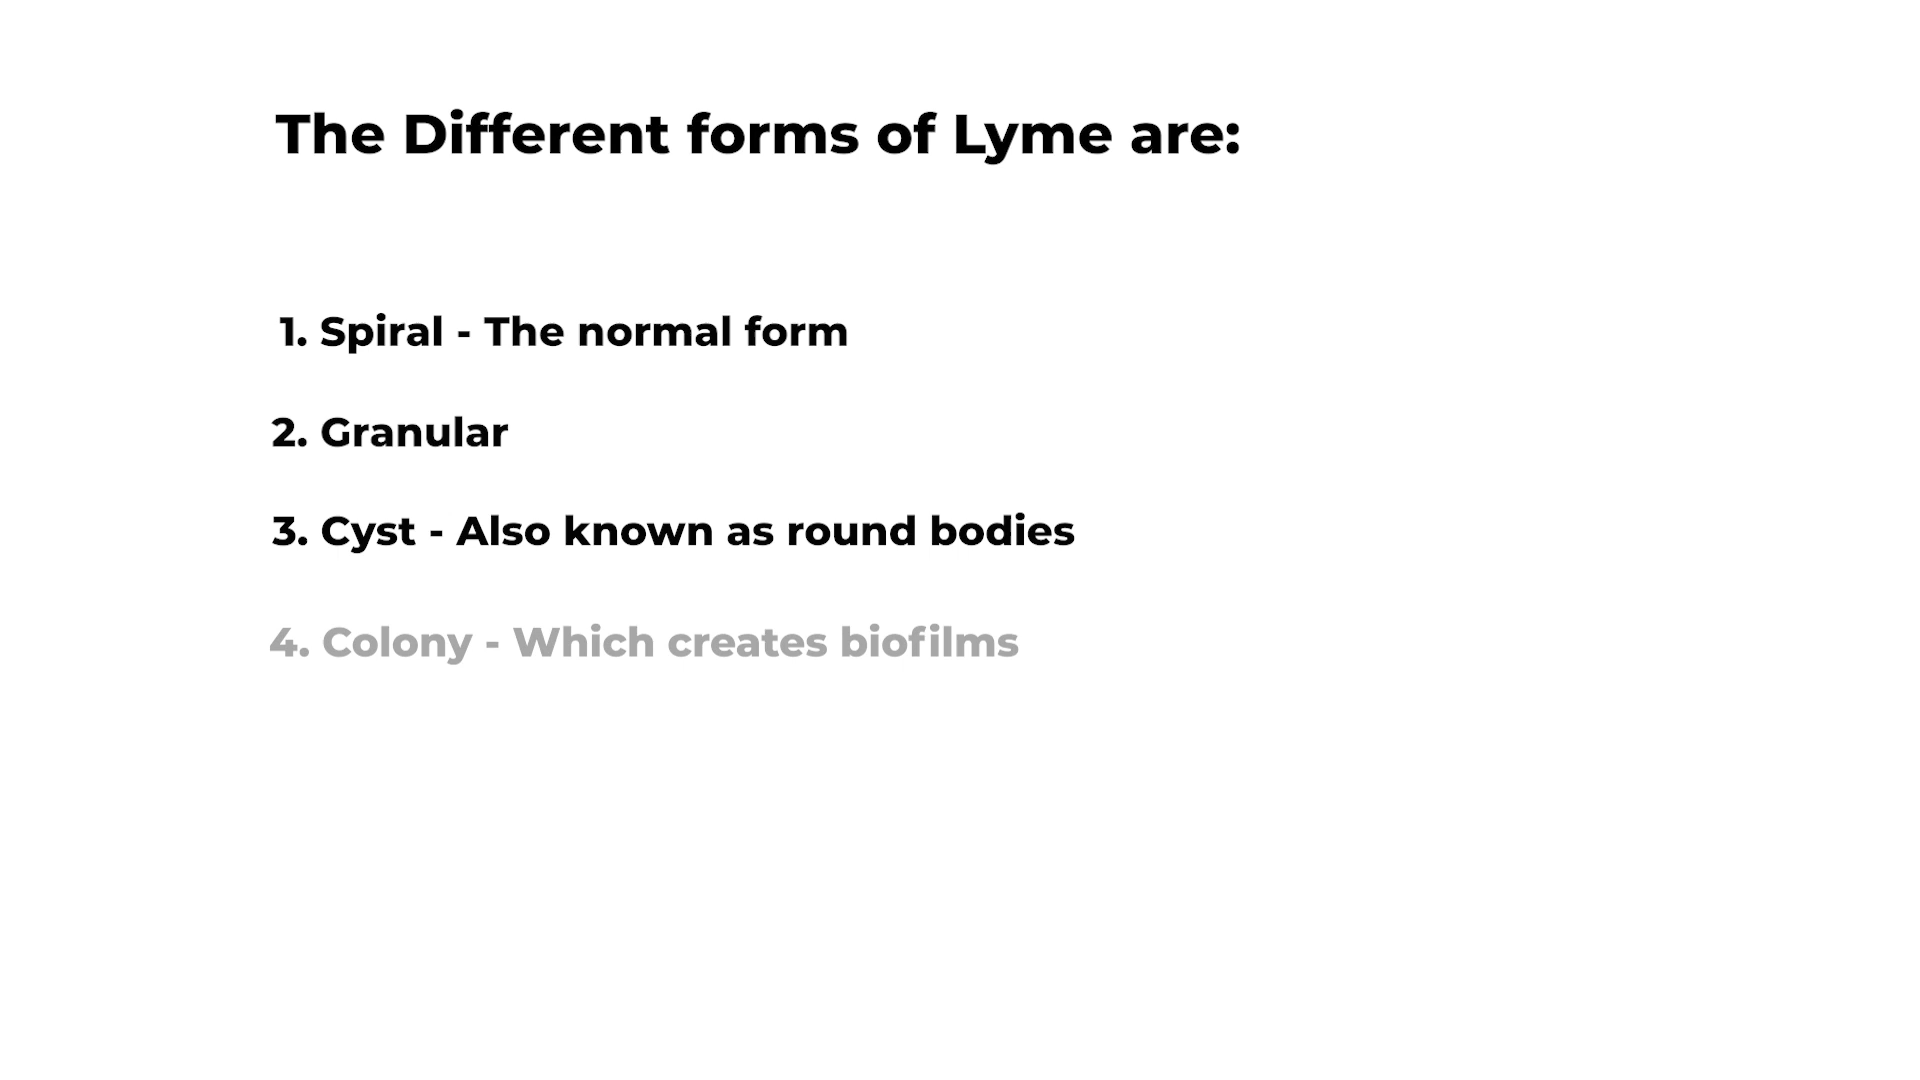 The Different forms of Lyme are:
1. Spiral - The normal form
2. Granular
3. Cyst - Also known as round bodies
4. Colony - Which creates biofilms